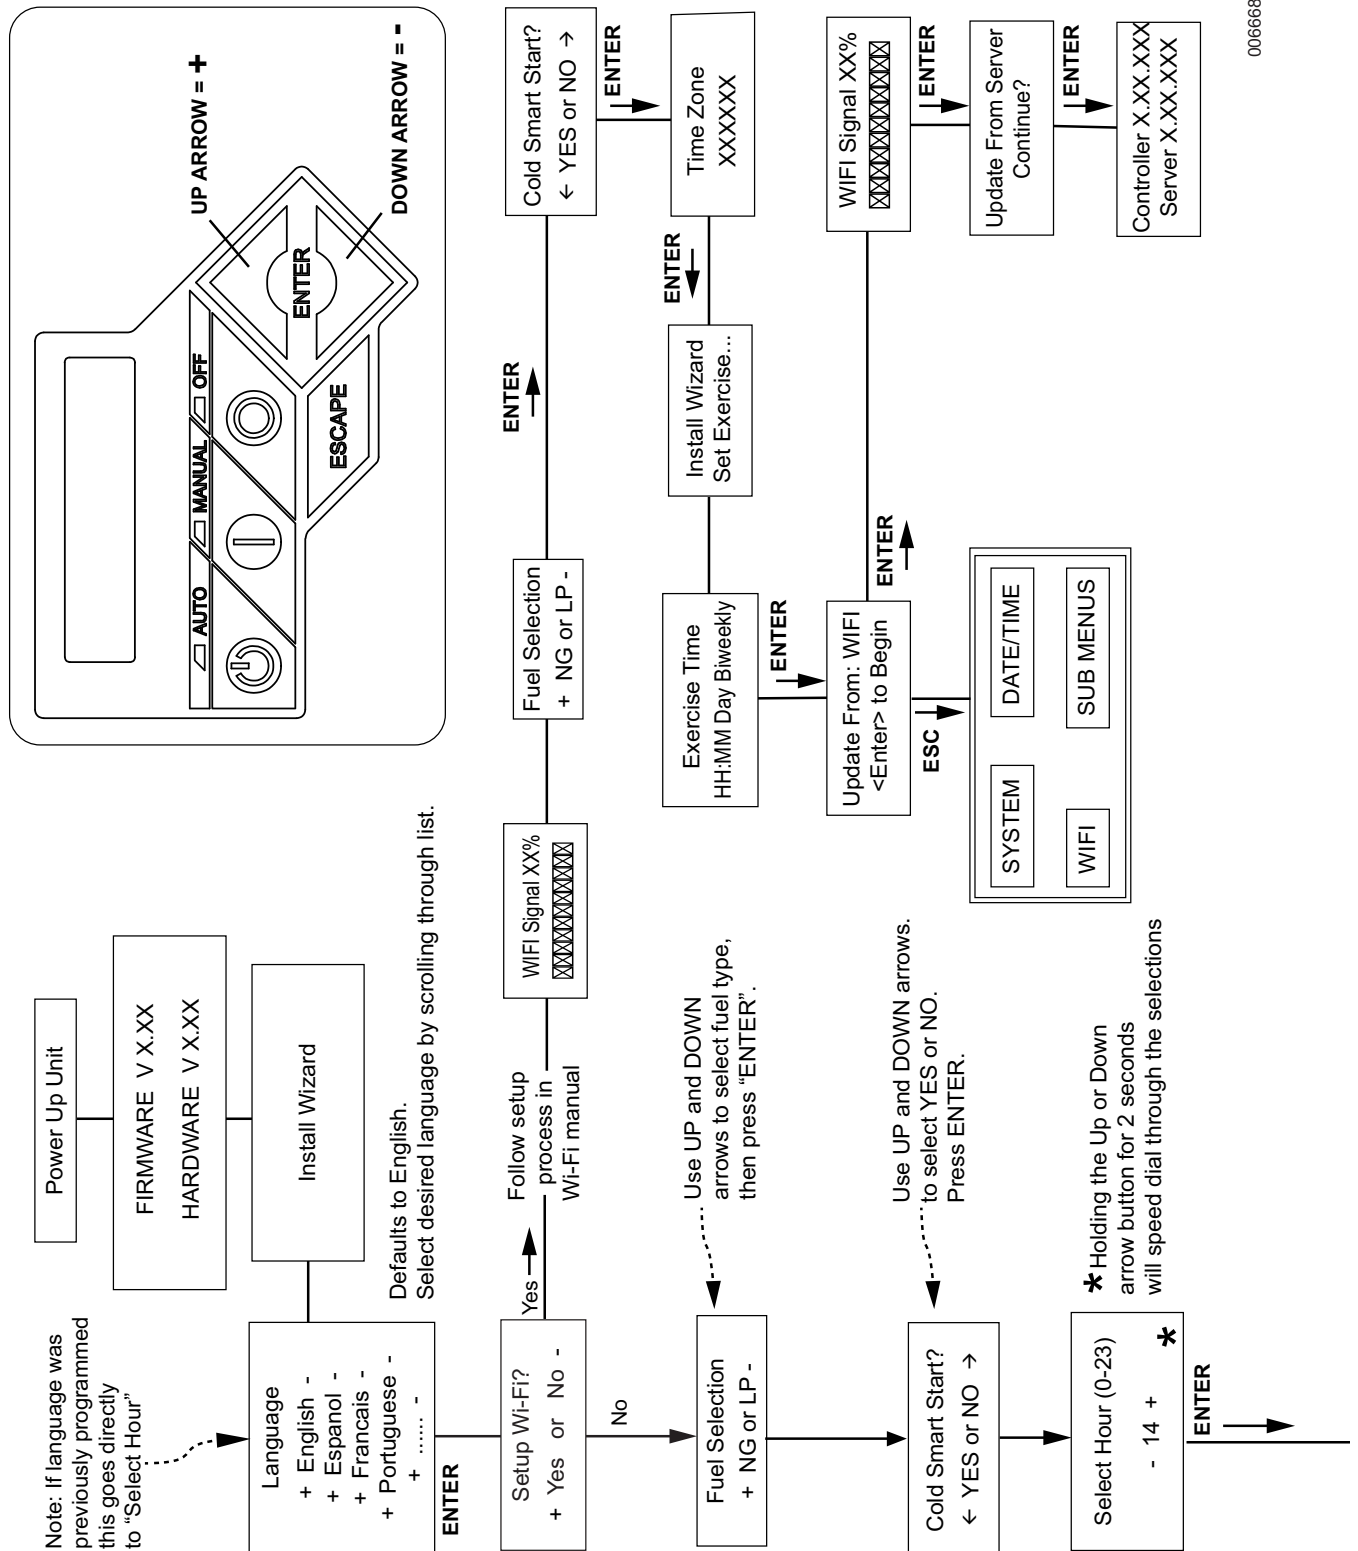 Power Up Unit
FIRMWARE V X.XX
HARDWARE V X.XX
Install Wizard
Note: If language was
previously programmed
this goes directly
to “Select Hour”
Language
+ English -
+ Espanol -
+ Francais -
+ Portuguese -
+ ...... -
ENTER
Defaults to English.
Select desired language by scrolling through list.
AUTO
MANUAL
OFF
ESCAPE
ENTER
UP ARROW = +
DOWN ARROW = -
Setup Wi-Fi?
+ Yes or No -
Yes
Follow setup
process in
Wi-Fi manual
WIFI Signal XX%
Fuel Selection
+ NG or LP -
ENTER
Cold Smart Start?
← YES or NO →
ENTER
Time Zone
XXXXXX
ENTER
Install Wizard
Set Exercise...
Exercise Time
HH:MM Day Biweekly
ENTER
Update From: WIFI
<Enter> to Begin
ENTER
WIFI Signal XX%
ENTER
Update From Server
Continue?
ENTER
Controller X.XX.XXX
Server X.XX.XXX
ESC
SYSTEM
DATE/TIME
WIFI
SUB MENUS
No
Fuel Selection
+ NG or LP -
Use UP and DOWN
arrows to select fuel type,
then press “ENTER”.
Cold Smart Start?
← YES or NO →
Use UP and DOWN arrows.
to select YES or NO.
Press ENTER.
Select Hour (0-23)
- 14 +
*
* Holding the Up or Down
arrow button for 2 seconds
will speed dial through the selections
ENTER
006668